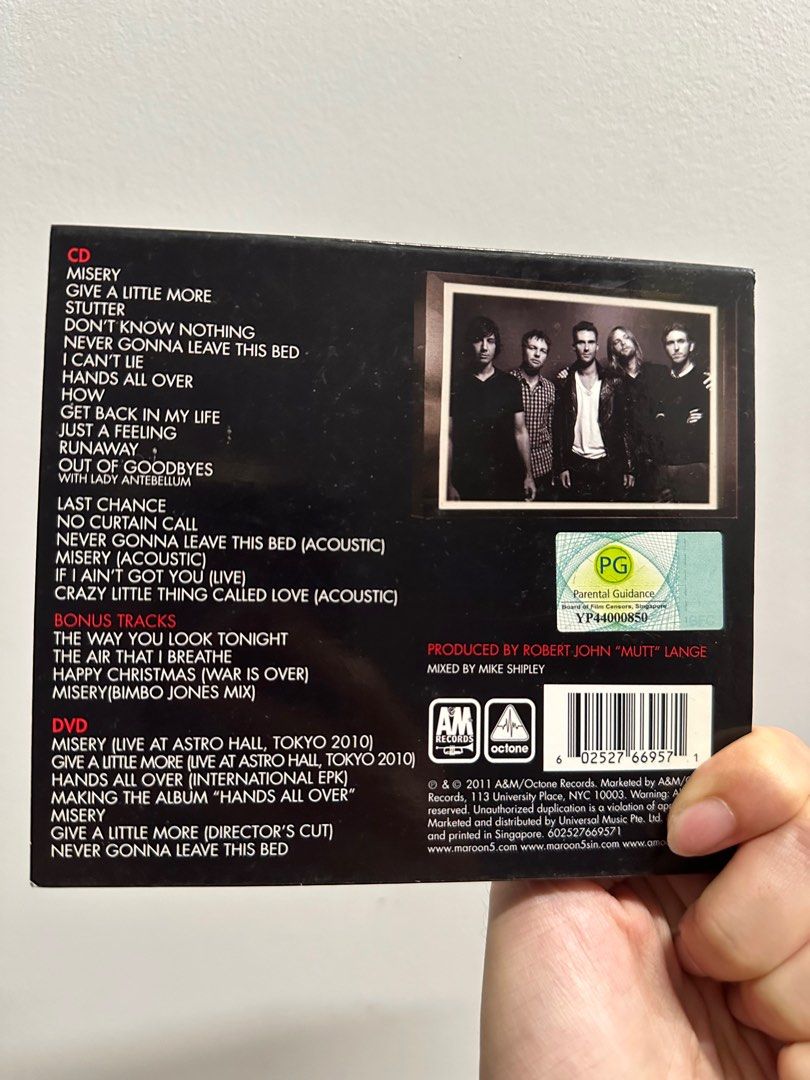 CD
MISERY
GIVE A LITTLE MORE
STUTTER
DON'T KNOW NOTHING
NEVER GONNA LEAVE THIS BED
I CAN'T LIE
HANDS ALL OVER
HOW
GET BACK IN MY LIFE
JUST A FEELING
RUNAWAY
OUT OF GOODBYES
WITH LADY ANTEBELLUM
LAST CHANCE
NO CURTAIN CALL
NEVER GONNA LEAVE THIS BED (ACOUSTIC)
MISERY (ACOUSTIC)
IF I AIN'T GOT YOU (LIVE)
CRAZY LITTLE THING CALLED LOVE (ACOUSTIC)
BONUS TRACKS
THE WAY YOU LOOK TONIGHT
THE AIR THAT I BREATHE
HAPPY CHRISTMAS (WAR IS OVER)
MISERY(BIMBO JONES MIX)
DVD
MISERY (LIVE AT ASTRO HALL, TOKYO 2010)
GIVE A LITTLE MORE (LIVE AT ASTRO HALL, TOKYO 2010)
HANDS ALL OVER (INTERNATIONAL EPK)
MAKING THE ALBUM "HANDS ALL OVER"
MISERY
GIVE A LITTLE MORE (DIRECTOR'S CUT)
NEVER GONNA LEAVE THIS BED
PG
Parental Guidance
Board of Film Censors, Singapore
YP44000850
PRODUCED BY ROBERT JOHN "MUTT" LANGE
MIXED BY MIKE SHIPLEY
A&M
RECORDS
octone
6 02527 66957 1
℗ & © 2011 A&M/Octone Records. Marketed by A&M/
Records, 113 University Place, NYC 10003. Warning:
reserved. Unauthorized duplication is a violation of
Marketed and distributed by Universal Music Pte. Ltd.
and printed in Singapore. 602527669571
www.maroon5.com www.maroon5sin.com